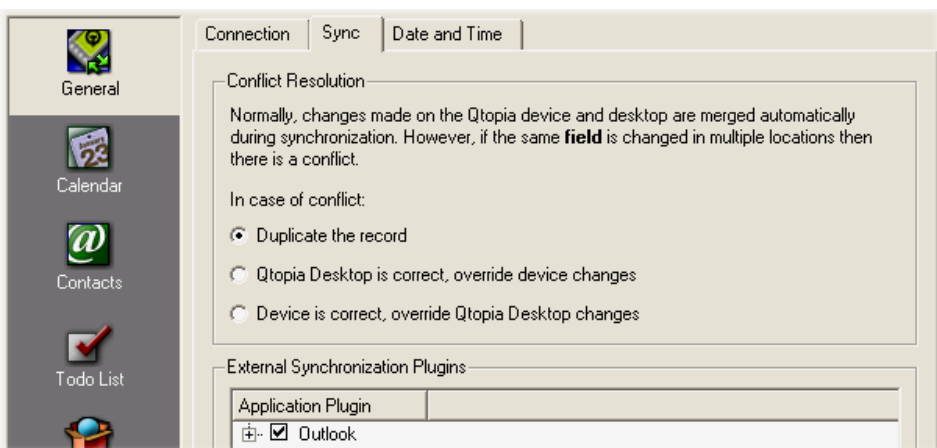 Connection Sync Date and Time
General
Conflict Resolution
Normally, changes made on the Qtopia device and desktop are merged automatically
during synchronization. However, if the same field is changed in multiple locations then
there is a conflict.
January
23
Calendar
In case of conflict:
Duplicate the record
@
Contacts
Qtopia Desktop is correct, override device changes
Device is correct, override Qtopia Desktop changes
Todo List
External Synchronization Plugins
Application Plugin
Outlook